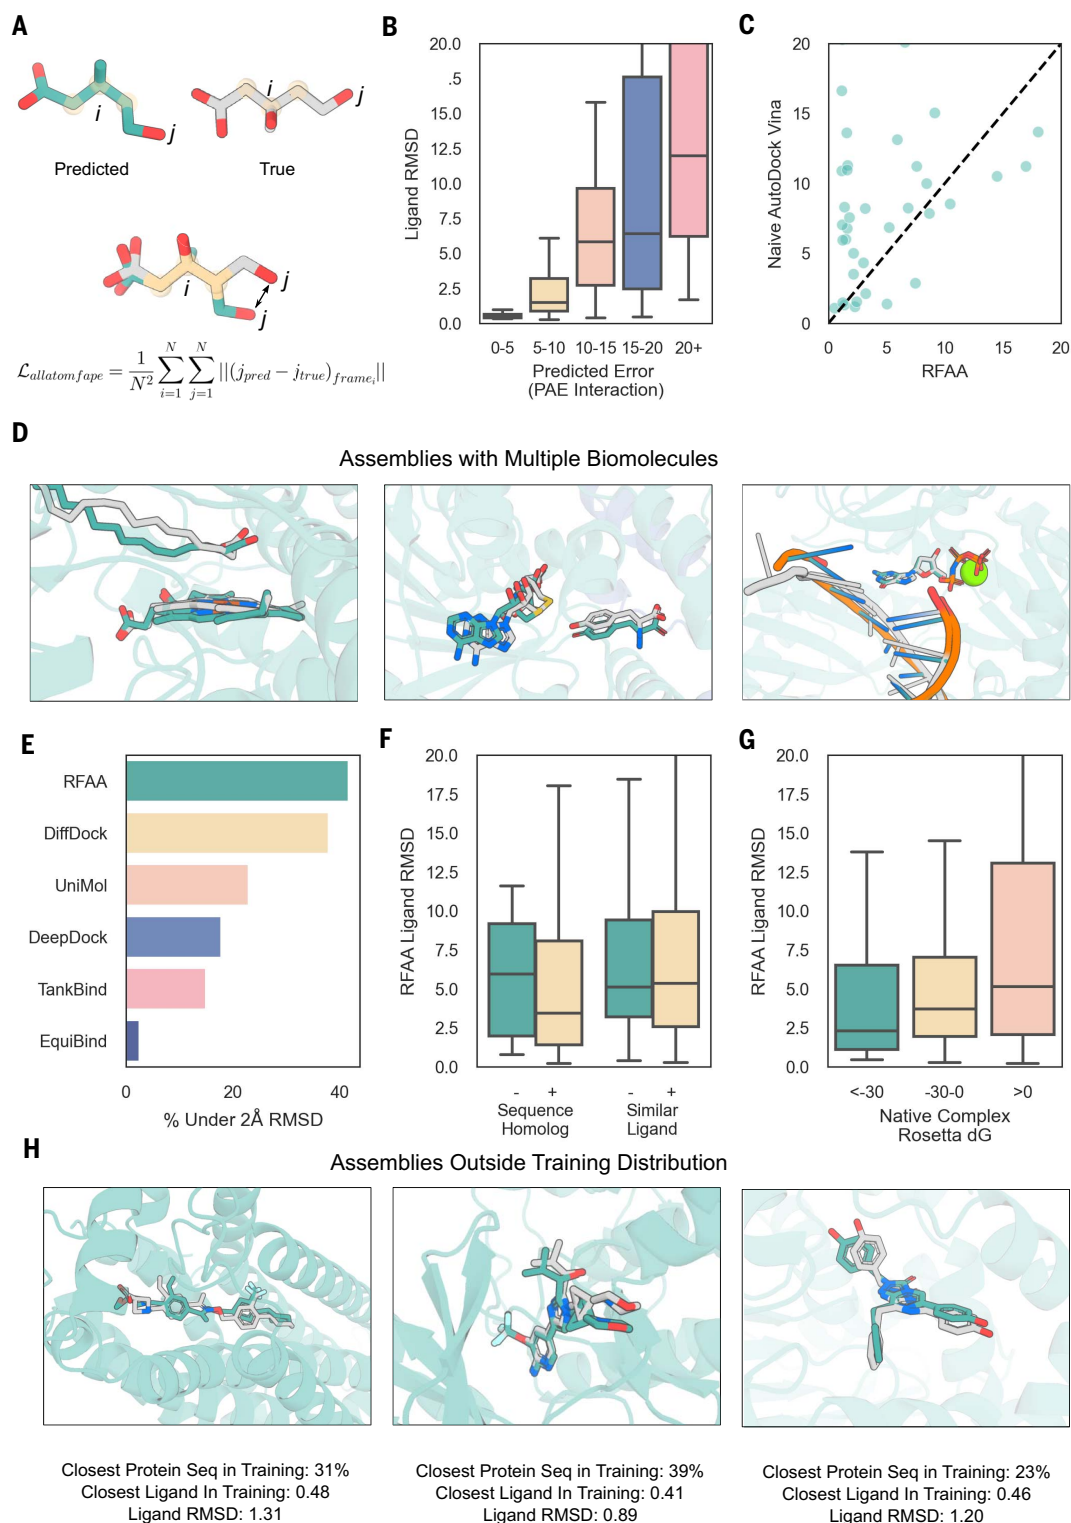 A
i
j
Predicted
i
j
True
i
j
j
𝓛allatomfape = 1/N² ∑_{i=1}^{N} ∑_{j=1}^{N} ||(j_pred − j_true)_{frame_i}||
B
Ligand RMSD
20.0
.5
15.0
12.5
10.0
7.5
5.0
2.5
0.0
0-5 5-10 10-15 15-20 20+
Predicted Error
(PAE Interaction)
C
Naive AutoDock Vina
20
15
10
5
0
0 5 10 15 20
RFAA
D
Assemblies with Multiple Biomolecules
E
RFAA
DiffDock
UniMol
DeepDock
TankBind
EquiBind
0 20 40
% Under 2Å RMSD
F
RFAA Ligand RMSD
20.0
17.5
15.0
12.5
10.0
7.5
5.0
2.5
0.0
- + - +
Sequence Homolog
Similar Ligand
G
RFAA Ligand RMSD
20.0
17.5
15.0
12.5
10.0
7.5
5.0
2.5
0.0
<-30 -30-0 >0
Native Complex
Rosetta dG
H
Assemblies Outside Training Distribution
Closest Protein Seq in Training: 31%
Closest Ligand In Training: 0.48
Ligand RMSD: 1.31
Closest Protein Seq in Training: 39%
Closest Ligand In Training: 0.41
Ligand RMSD: 0.89
Closest Protein Seq in Training: 23%
Closest Ligand In Training: 0.46
Ligand RMSD: 1.20